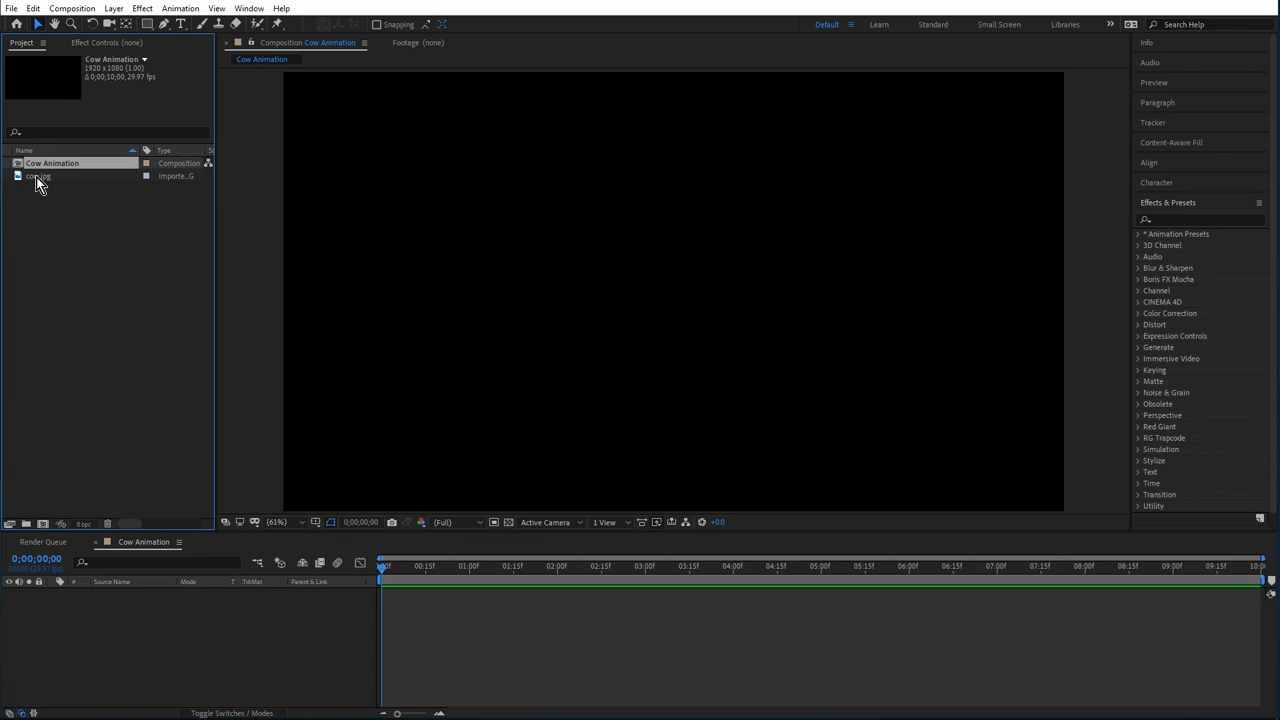 File Edit Composition Layer Effect Animation View Window Help
Snapping Default Learn Standard Small Screen Libraries Search Help
Project Effect Controls (none) Composition Cow Animation Footage (none) Info
Cow Animation
Cow Animation
1920 x 1080 (1.00)
Δ 0;00;10;00, 29.97 fps
Audio
Preview
Paragraph
Tracker
Content-Aware Fill
Align
Character
Effects & Presets
Name Type
Cow Animation Composition
Importe...G
* Animation Presets
3D Channel
Audio
Blur & Sharpen
Boris FX Mocha
Channel
CINEMA 4D
Color Correction
Distort
Expression Controls
Generate
Immersive Video
Keying
Matte
Noise & Grain
Obsolete
Perspective
Red Giant
RG Trapcode
Simulation
Stylize
Text
Time
Transition
Utility
8 bpc (61%) 0;00;00;00 (Full) Active Camera 1 View +0.0
Render Queue Cow Animation
0;00;00;00
00000 (29.97 fps)
00:15f 01:00f 01:15f 02:00f 02:15f 03:00f 03:15f 04:00f 04:15f 05:00f 05:15f 06:00f 06:15f 07:00f 07:15f 08:00f 08:15f 09:00f 09:15f
# Source Name Mode T TrkMat Parent & Link
Toggle Switches / Modes